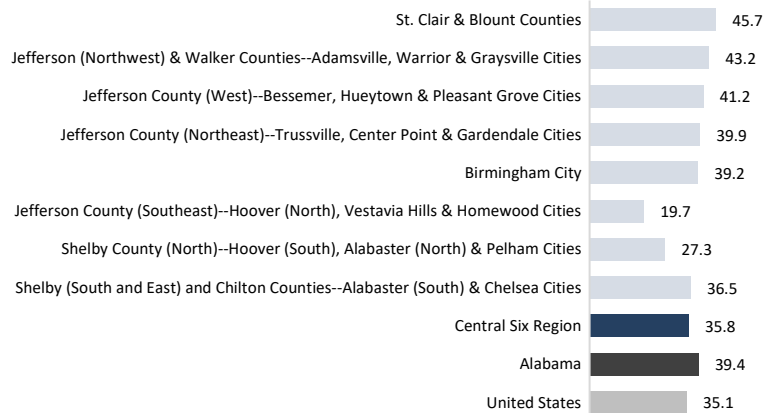 St. Clair & Blount Counties 45.7
Jefferson (Northwest) & Walker Counties--Adamsville, Warrior & Graysville Cities 43.2
Jefferson County (West)--Bessemer, Hueytown & Pleasant Grove Cities 41.2
Jefferson County (Northeast)--Trussville, Center Point & Gardendale Cities 39.9
Birmingham City 39.2
Jefferson County (Southeast)--Hoover (North), Vestavia Hills & Homewood Cities 19.7
Shelby County (North)--Hoover (South), Alabaster (North) & Pelham Cities 27.3
Shelby (South and East) and Chilton Counties--Alabaster (South) & Chelsea Cities 36.5
Central Six Region 35.8
Alabama 39.4
United States 35.1